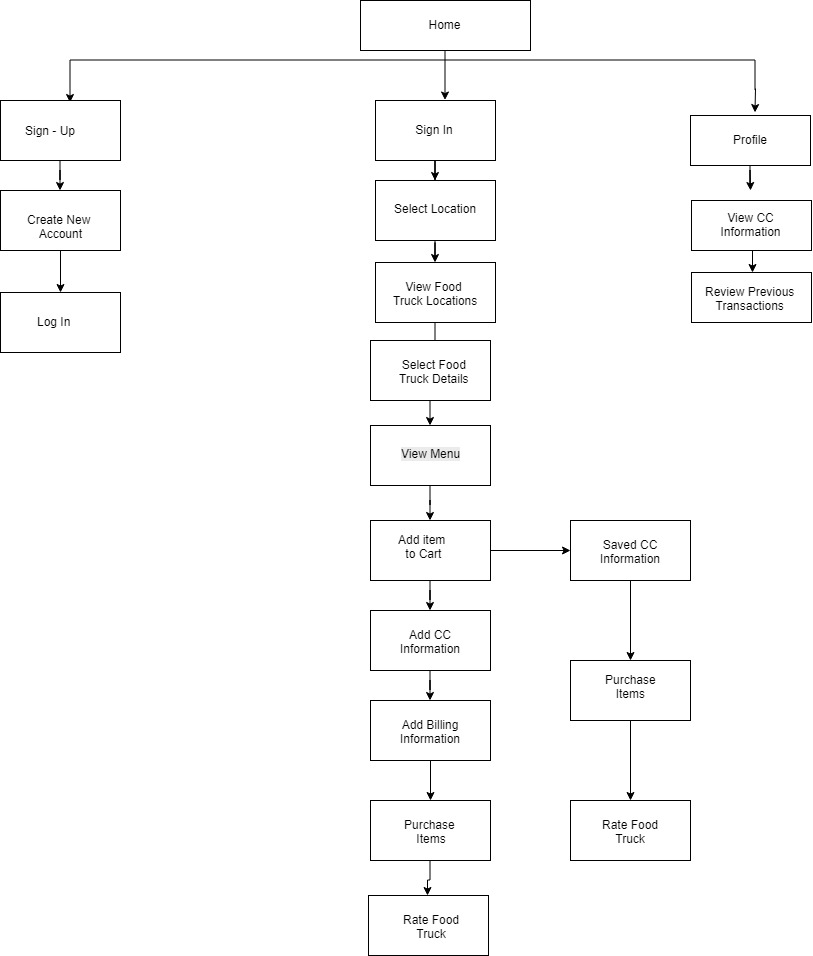 Home
Sign - Up
Sign In
Profile
Create New
Account
Select Location
View CC
Information
Log In
View Food
Truck Locations
Review Previous
Transactions
Select Food
Truck Details
View Menu
Add item
to Cart
Saved CC
Information
Add CC
Information
Purchase
Items
Add Billing
Information
Purchase
Items
Rate Food
Truck
Rate Food
Truck